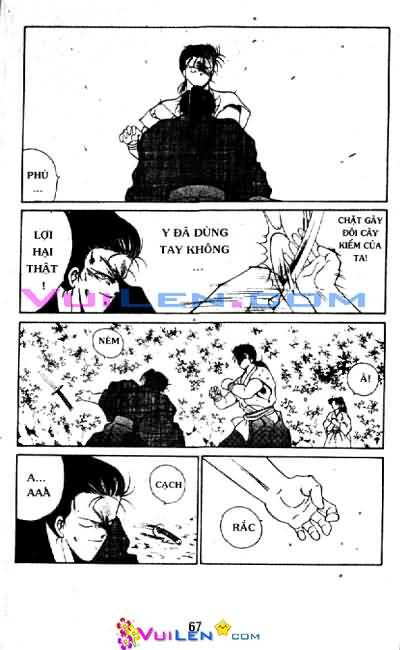 PHÙ
...
LỢI
HẠI
THẬT
!
Y ĐÃ DÙNG
TAY KHÔNG
...
CHẶT GẪY
ĐÔI CÂY
KIẾM CỦA
TA!
VUILEN.COM
NÉM
Ả!
A...
AAÀ
CẠCH
RẮC
67
VUILEN.COM